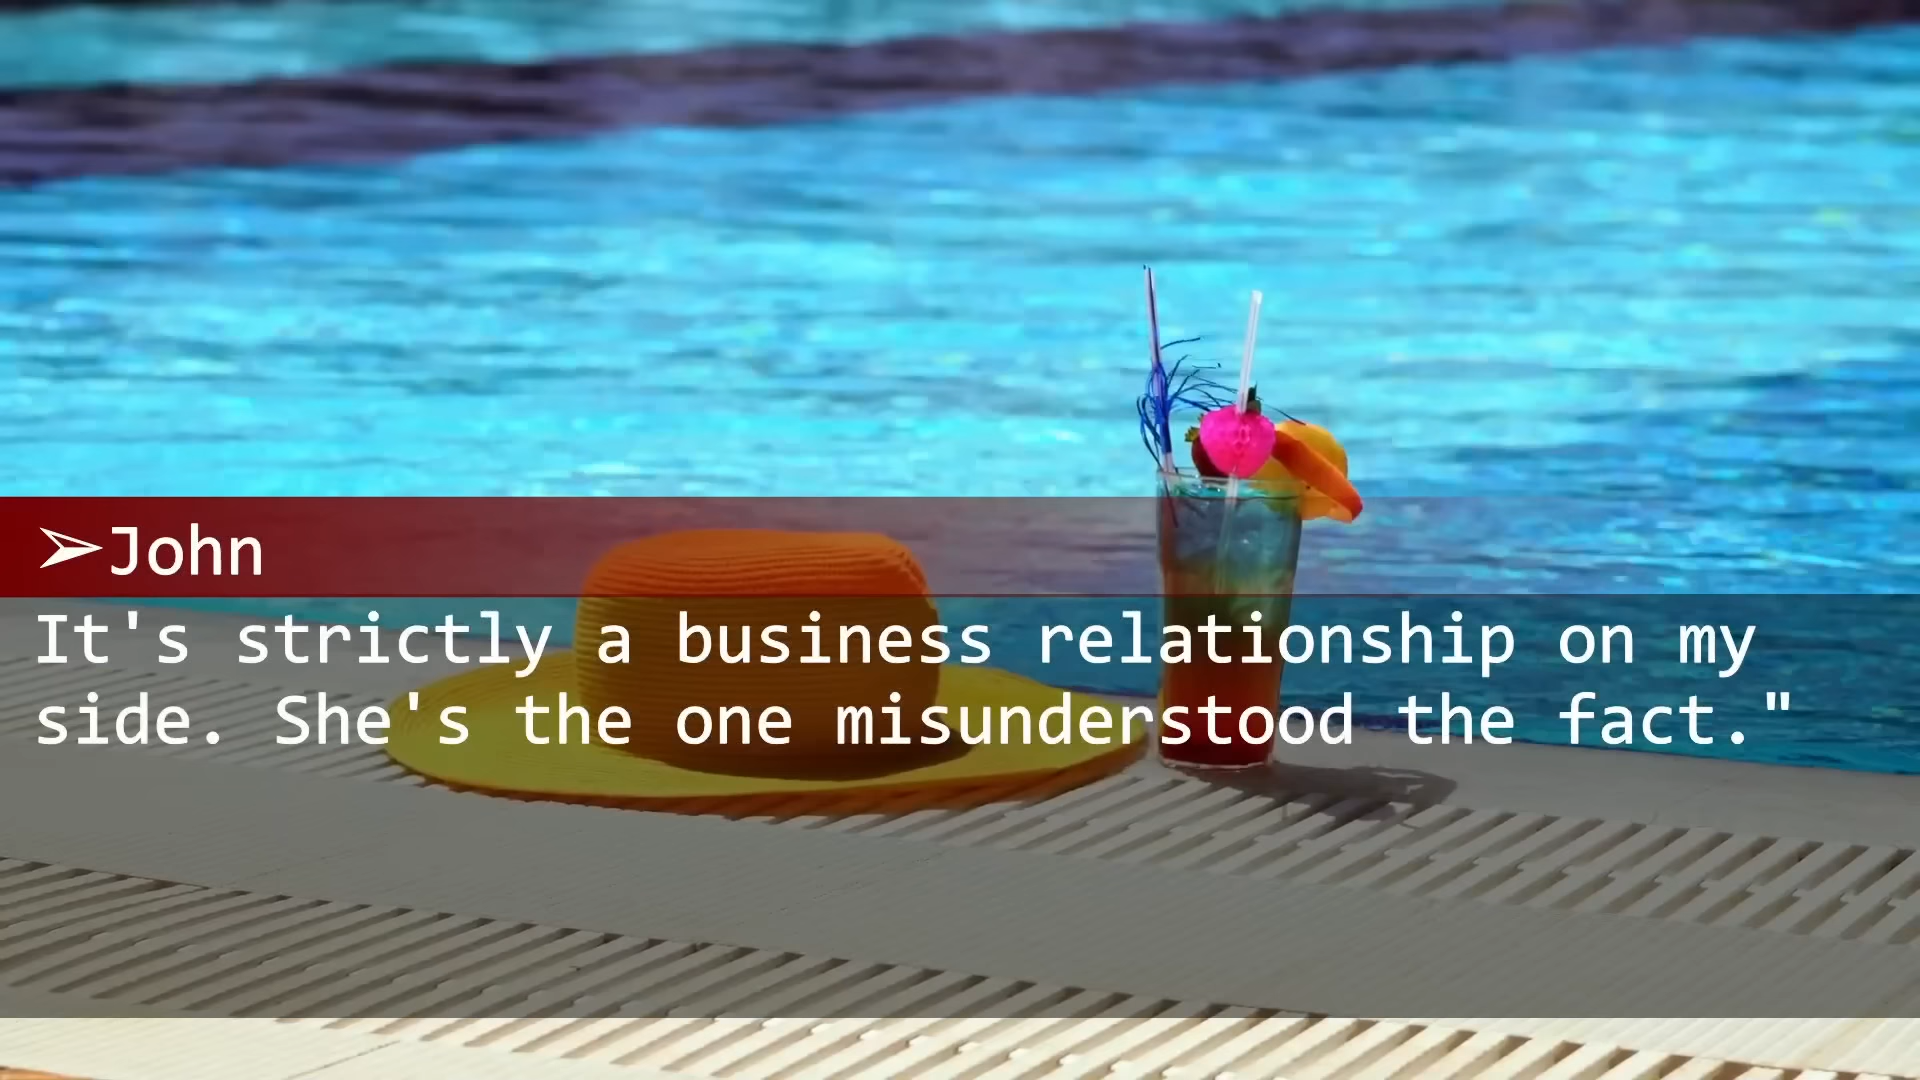 ➢John
It's strictly a business relationship on my
side. She's the one misunderstood the fact."